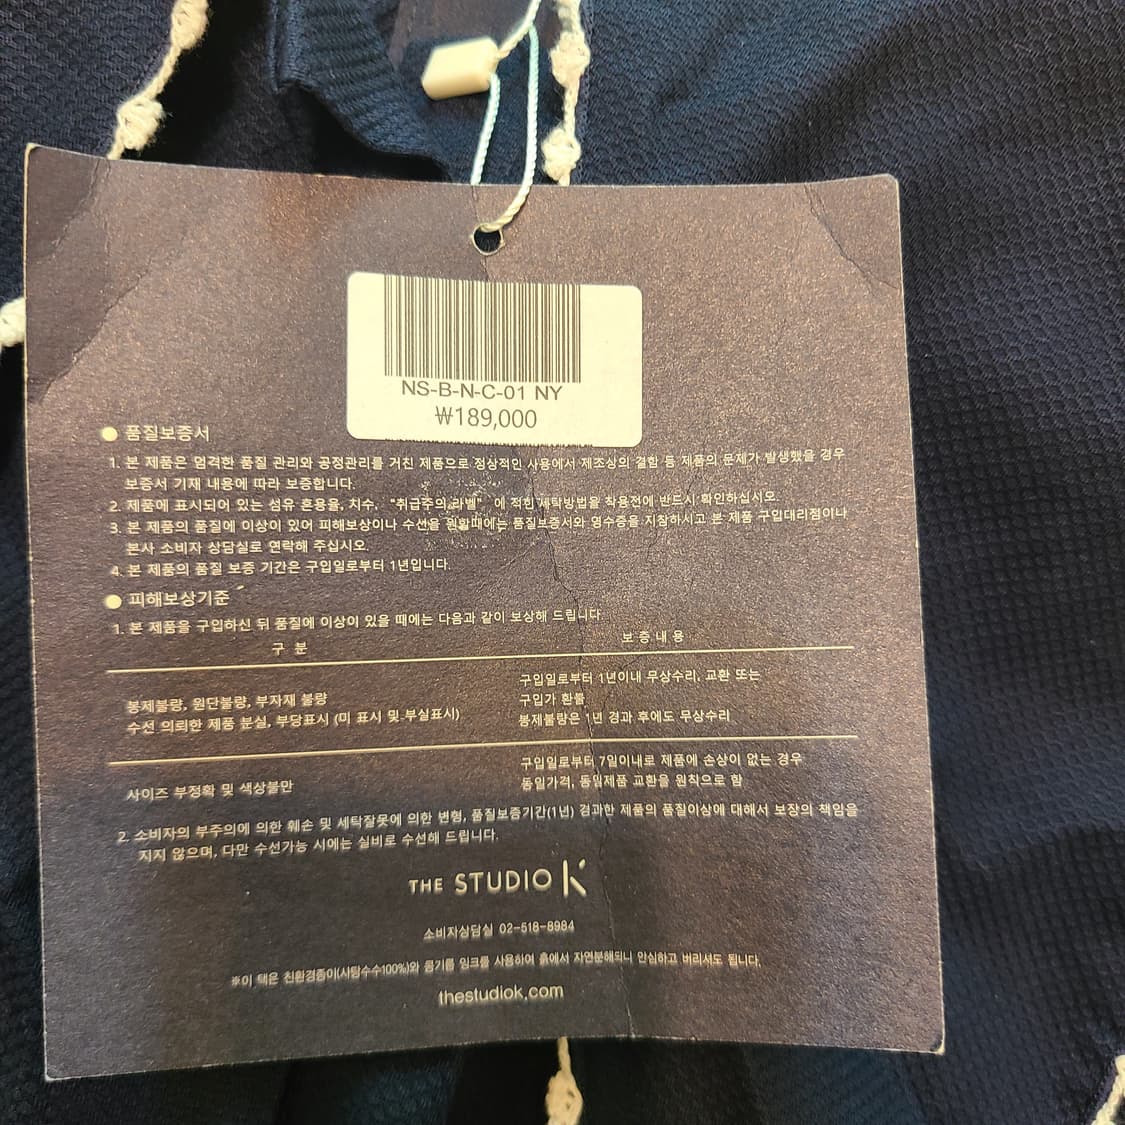 NS-B-N-C-01 NY
₩189,000
● 품질보증서
1. 본 제품은 엄격한 품질 관리와 공정관리를 거친 제품으로 정상적인 사용에서 제조상의 결함 등 제품의 문제가 발생했을 경우
보증서 기재 내용에 따라 보증합니다.
2. 제품에 표시되어 있는 섬유 혼용율, 치수, "취급주의 라벨" 에 적힌 세탁방법을 착용전에 반드시 확인하십시오.
3. 본 제품의 품질에 이상이 있어 피해보상이나 수선을 원할때에는 품질보증서와 영수증을 지참하시고 본 제품 구입대리점이나
본사 소비자 상담실로 연락해 주십시오.
4. 본 제품의 품질 보증 기간은 구입일로부터 1년입니다.
● 피해보상기준
1. 본 제품을 구입하신 뒤 품질에 이상이 있을 때에는 다음과 같이 보상해 드립니다.
구 분 보증내용
구입일로부터 1년이내 무상수리, 교환 또는
봉제불량, 원단불량, 부자재 불량 구입가 환불
수선 의뢰한 제품 분실, 부당표시 (미 표시 및 부실표시) 봉제불량은 1년 경과 후에도 무상수리
구입일로부터 7일이내로 제품에 손상이 없는 경우
사이즈 부정확 및 색상불만 동일가격, 동일제품 교환을 원칙으로 함
2. 소비자의 부주의에 의한 훼손 및 세탁잘못에 의한 변형, 품질보증기간(1년) 경과한 제품의 품질이상에 대해서 보장의 책임을
지지 않으며, 다만 수선가능 시에는 실비로 수선해 드립니다.
THE STUDIO K
소비자상담실 02-518-8984
※이 택은 친환경종이(사탕수수100%)와 콩기름 잉크를 사용하여 흙에서 자연분해되니 안심하고 버리셔도 됩니다.
thestudiok.com